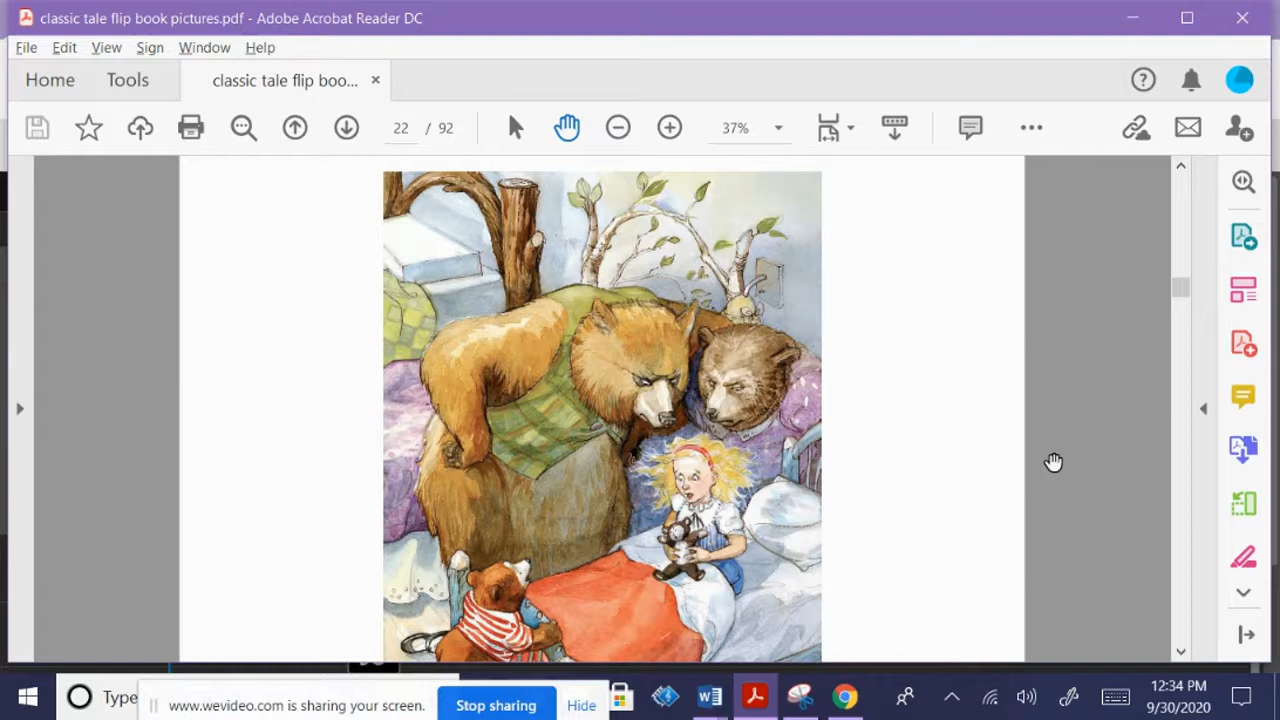 classic tale flip book pictures.pdf - Adobe Acrobat Reader DC
File Edit View Sign Window Help
Home Tools classic tale flip boo... ×
22 / 92 37%
Type
www.wevideo.com is sharing your screen. Stop sharing Hide
12:34 PM
9/30/2020